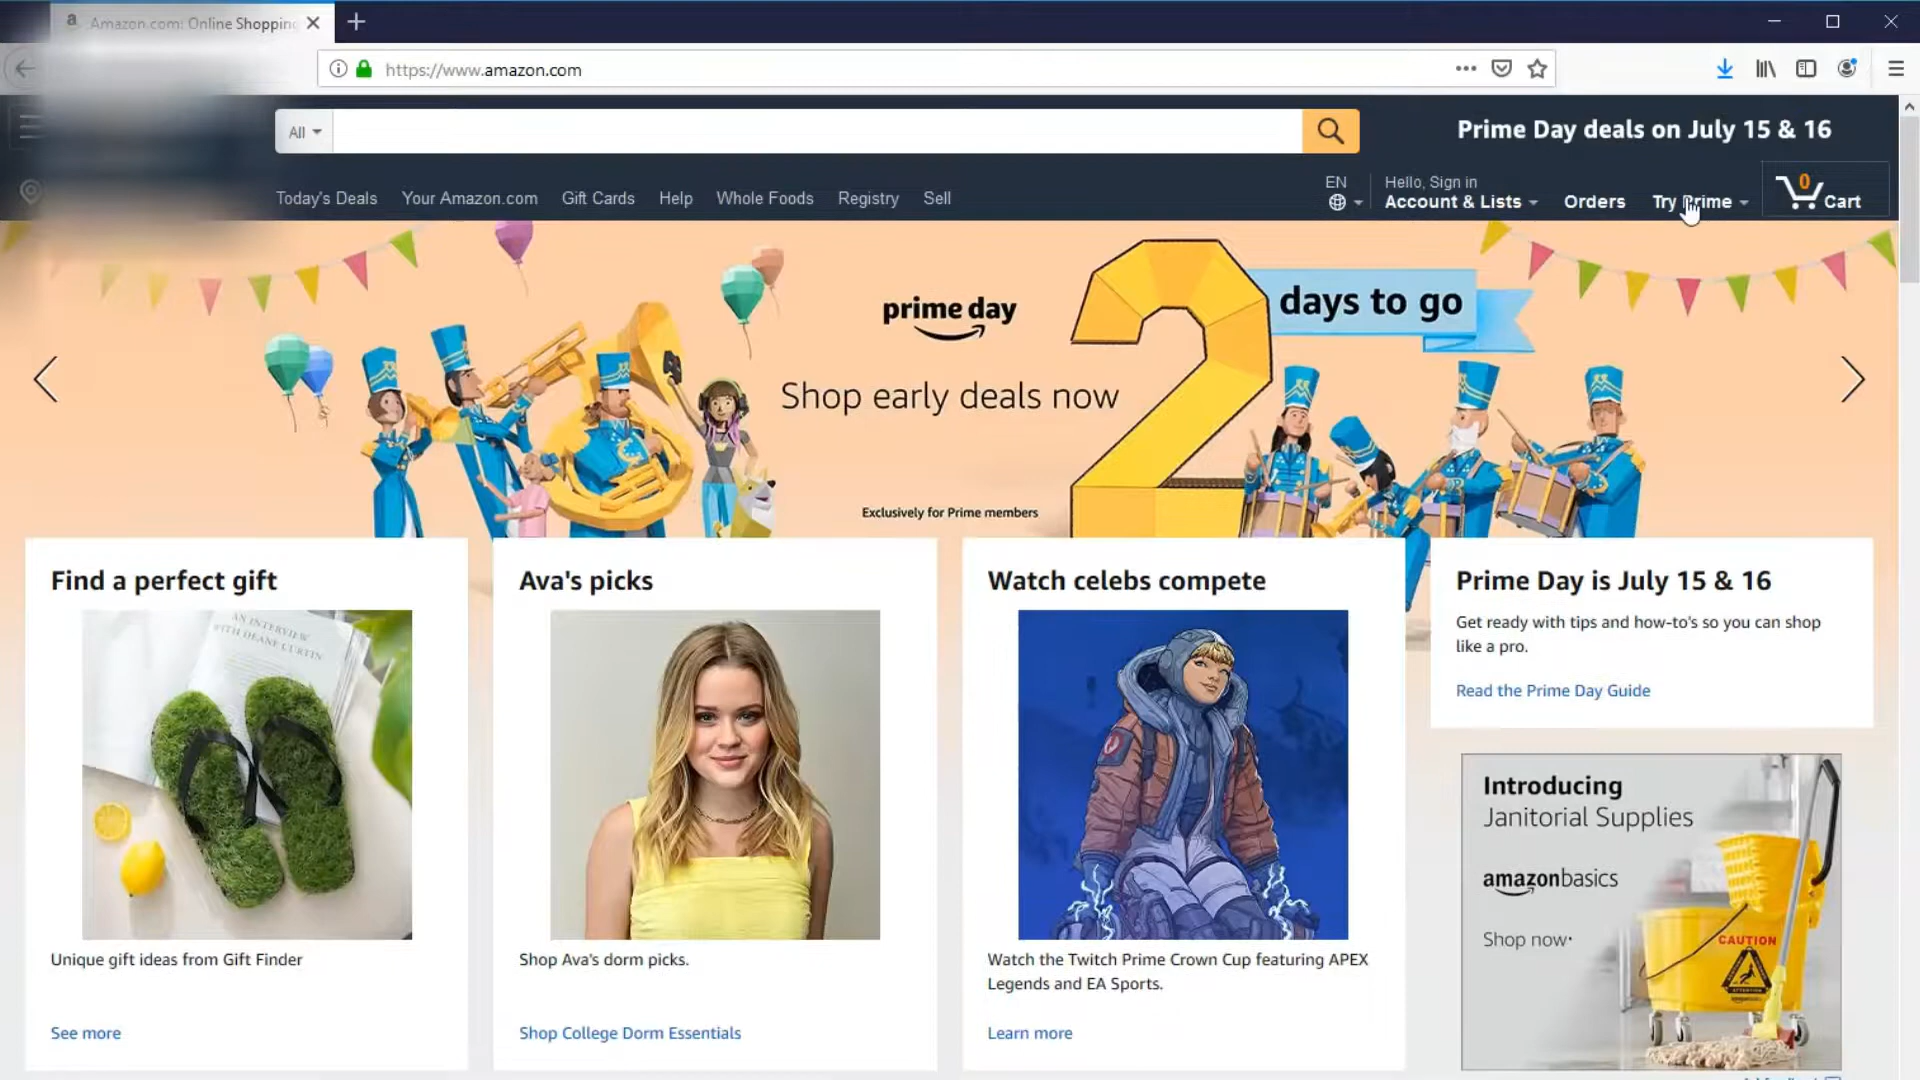 Amazon.com: Online Shopping
https://www.amazon.com
All
Prime Day deals on July 15 & 16
Today's Deals
Your Amazon.com
Gift Cards
Help
Whole Foods
Registry
Sell
EN
Hello, Sign in
Account & Lists
Orders
Try Prime
0
Cart
prime day
Shop early deals now
2
days to go
Exclusively for Prime members
Find a perfect gift
AN INTERVIEW
WITH DEANE CURTIN
Unique gift ideas from Gift Finder
See more
Ava's picks
Shop Ava's dorm picks.
Shop College Dorm Essentials
Watch celebs compete
Watch the Twitch Prime Crown Cup featuring APEX
Legends and EA Sports.
Learn more
Prime Day is July 15 & 16
Get ready with tips and how-to's so you can shop
like a pro.
Read the Prime Day Guide
Introducing
Janitorial Supplies
amazonbasics
Shop now
CAUTION